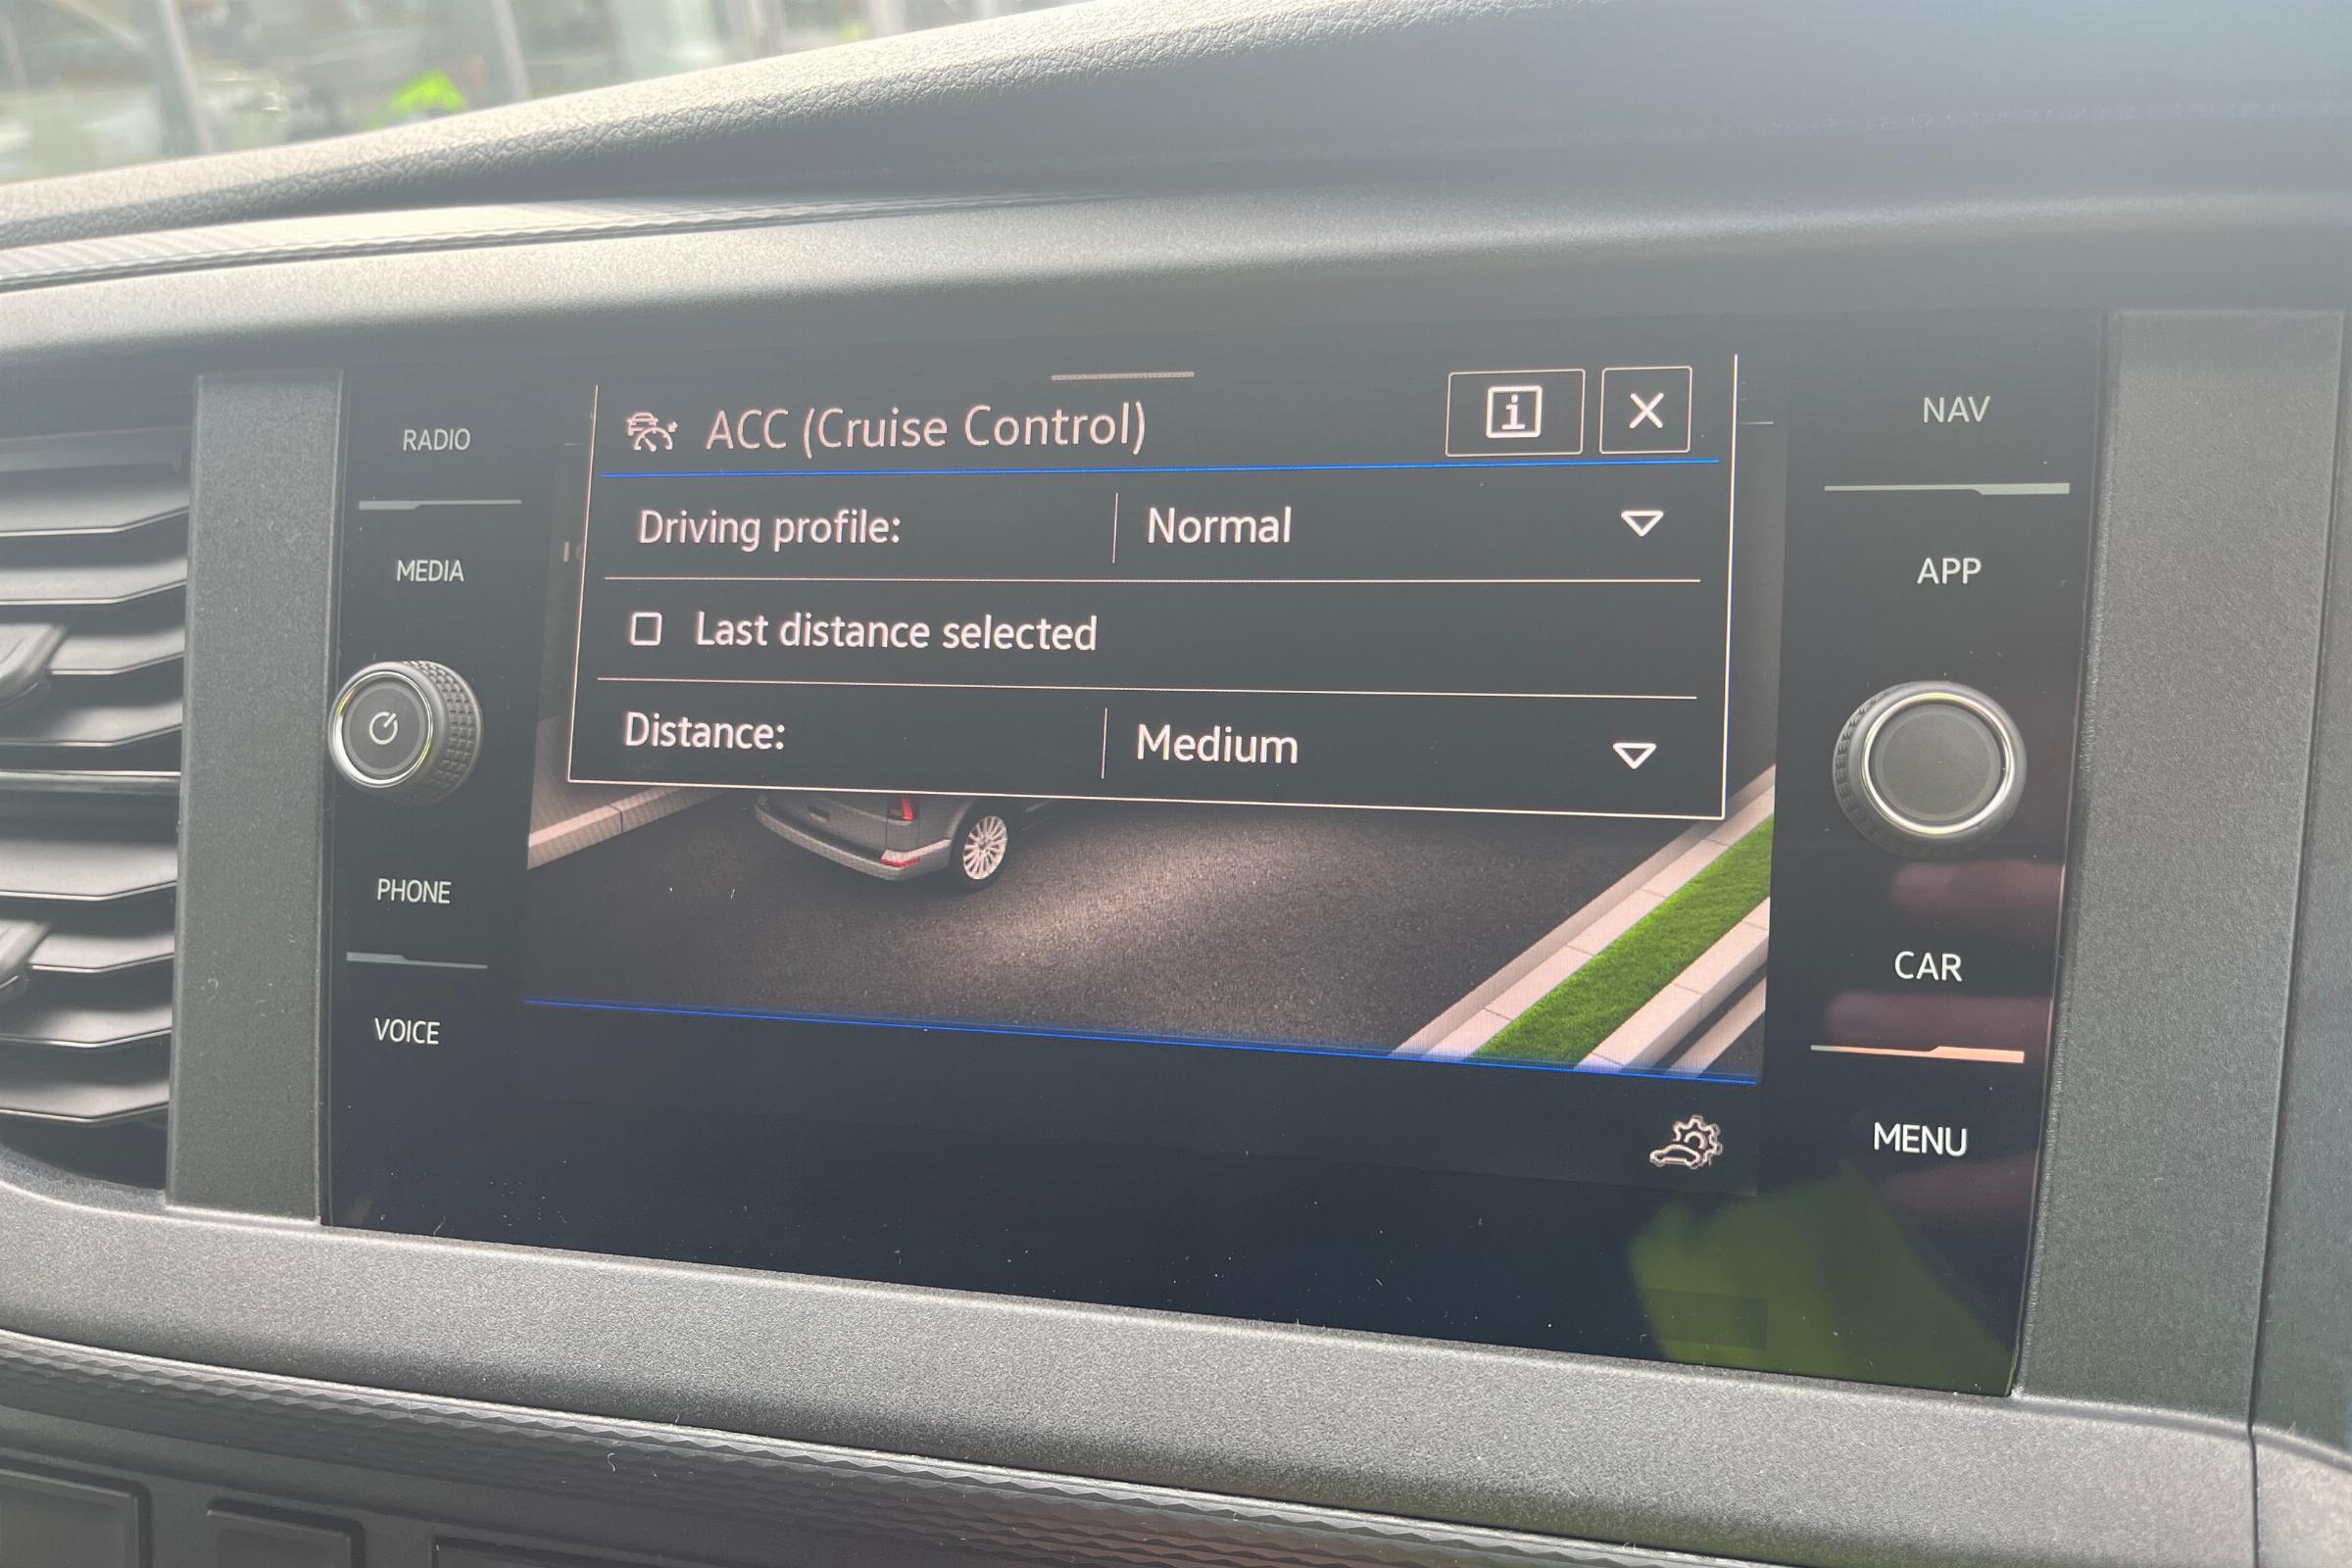 RADIO
MEDIA
PHONE
VOICE
ACC (Cruise Control)
Driving profile: Normal
Last distance selected
Distance: Medium
NAV
APP
CAR
MENU